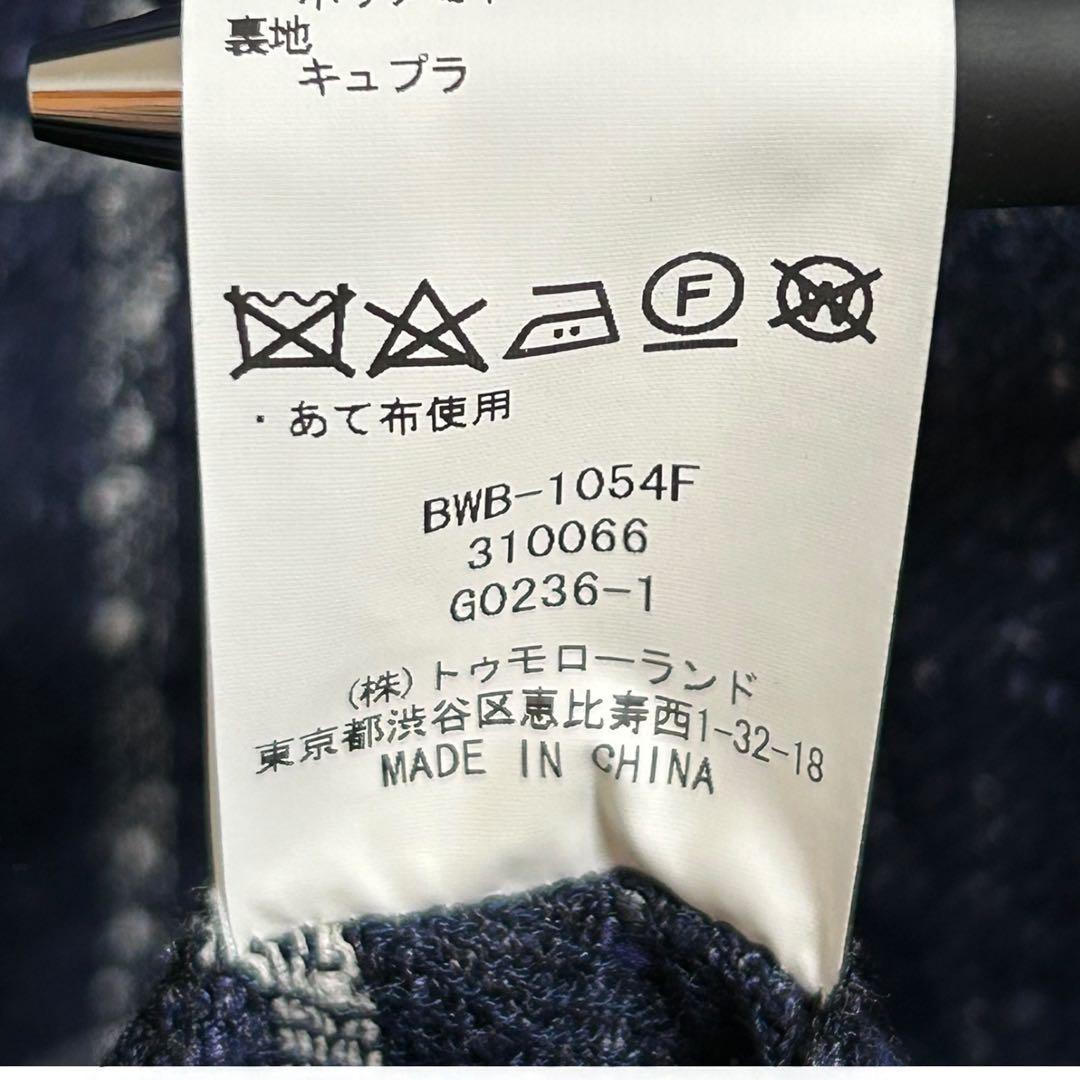 裏地
キュプラ
F
W
・あて布使用
BWB-1054F
310066
G0236-1
(株)トゥモローランド
東京都渋谷区恵比寿西1-32-18
MADE IN CHINA